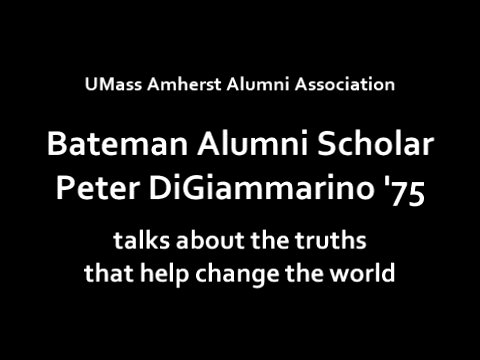 UMass Amherst Alumni Association
Bateman Alumni Scholar
Peter DiGiammarino '75
talks about the truths
that help change the world